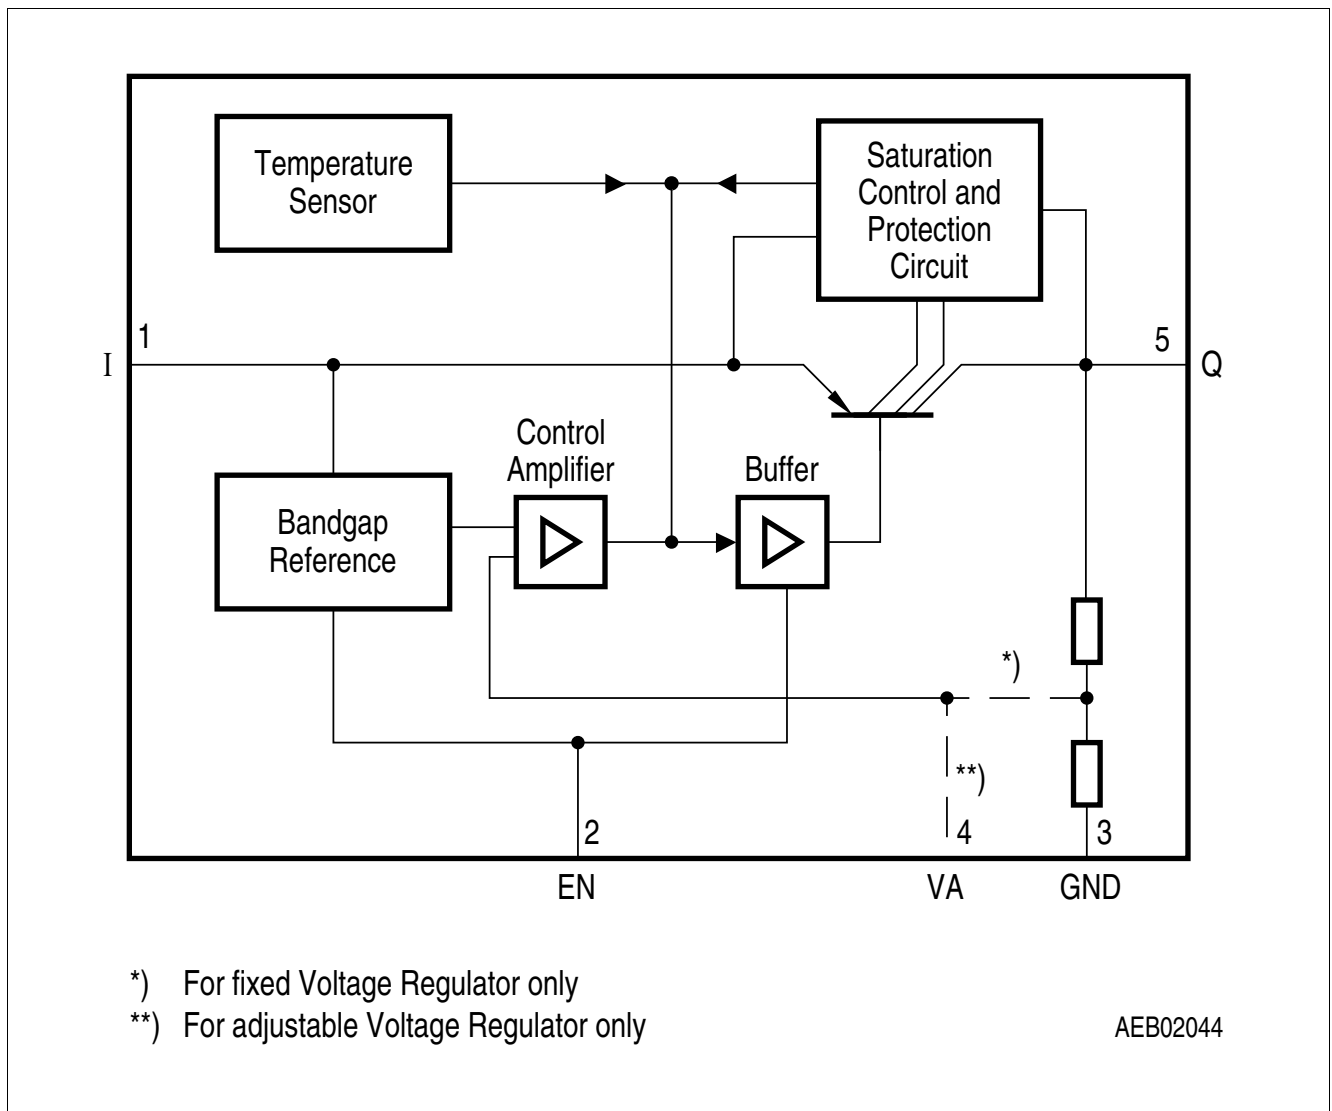 Temperature
Sensor
Saturation
Control and
Protection
Circuit
1
I
5
Q
Control
Amplifier
Buffer
Bandgap
Reference
*)
**)
2
4
3
EN
VA
GND
*) For fixed Voltage Regulator only
**) For adjustable Voltage Regulator only
AEB02044